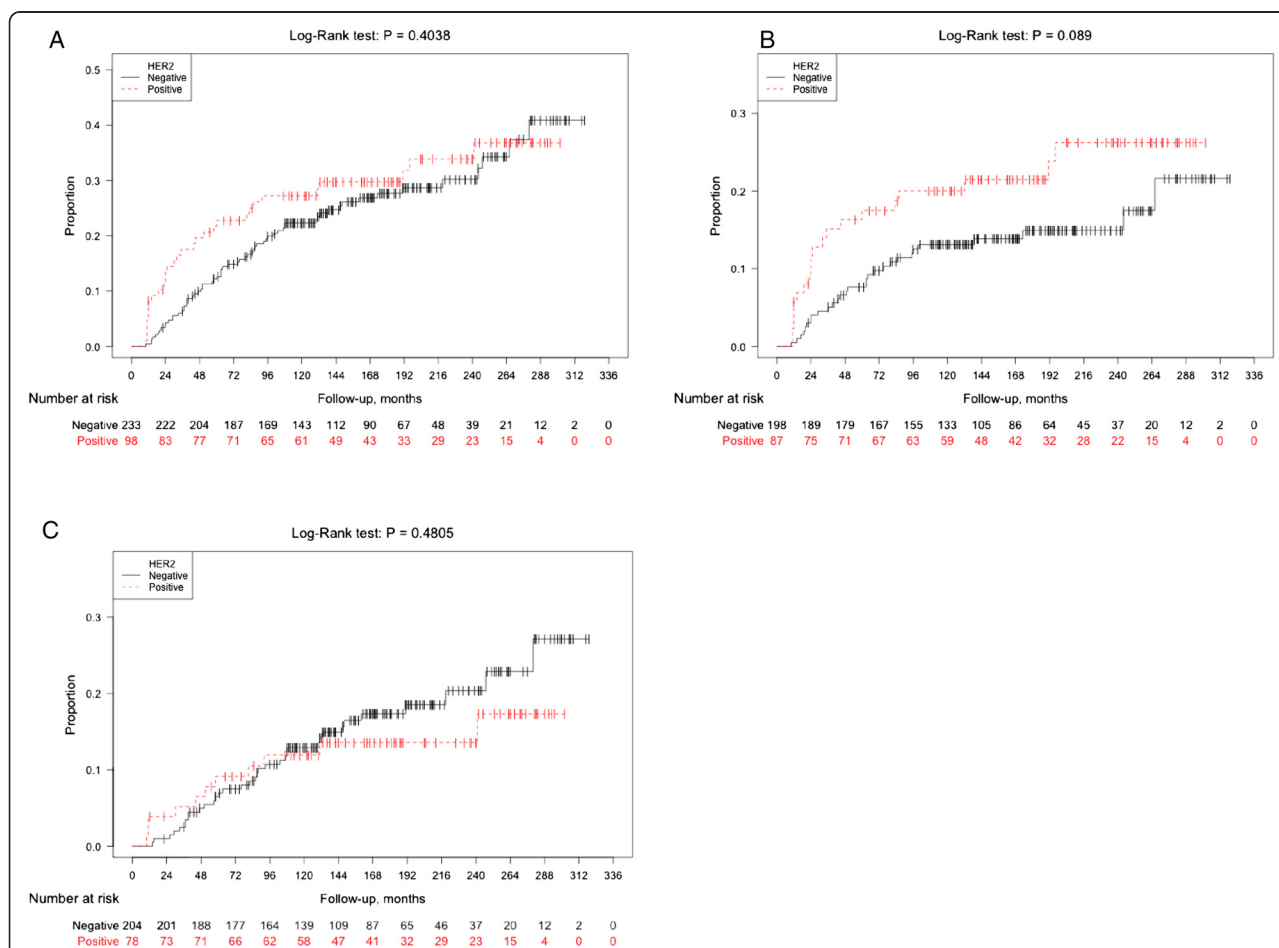 A
Log-Rank test: P = 0.4038
HER2
Negative
Positive
Proportion
0.5
0.4
0.3
0.2
0.1
0.0
0 24 48 72 96 120 144 168 192 216 240 264 288 312 336
Number at risk
Follow-up, months
Negative 233 222 204 187 169 143 112 90 67 48 39 21 12 2 0
Positive 98 83 77 71 65 61 49 43 33 29 23 15 4 0 0
B
Log-Rank test: P = 0.089
HER2
Negative
Positive
Proportion
0.3
0.2
0.1
0.0
0 24 48 72 96 120 144 168 192 216 240 264 288 312 336
Number at risk
Follow-up, months
Negative 198 189 179 167 155 133 105 86 64 45 37 20 12 2 0
Positive 87 75 71 67 63 59 48 42 32 28 22 15 4 0 0
C
Log-Rank test: P = 0.4805
HER2
Negative
Positive
Proportion
0.3
0.2
0.1
0.0
0 24 48 72 96 120 144 168 192 216 240 264 288 312 336
Number at risk
Follow-up, months
Negative 204 201 188 177 164 139 109 87 65 46 37 20 12 2 0
Positive 78 73 71 66 62 58 47 41 32 29 23 15 4 0 0